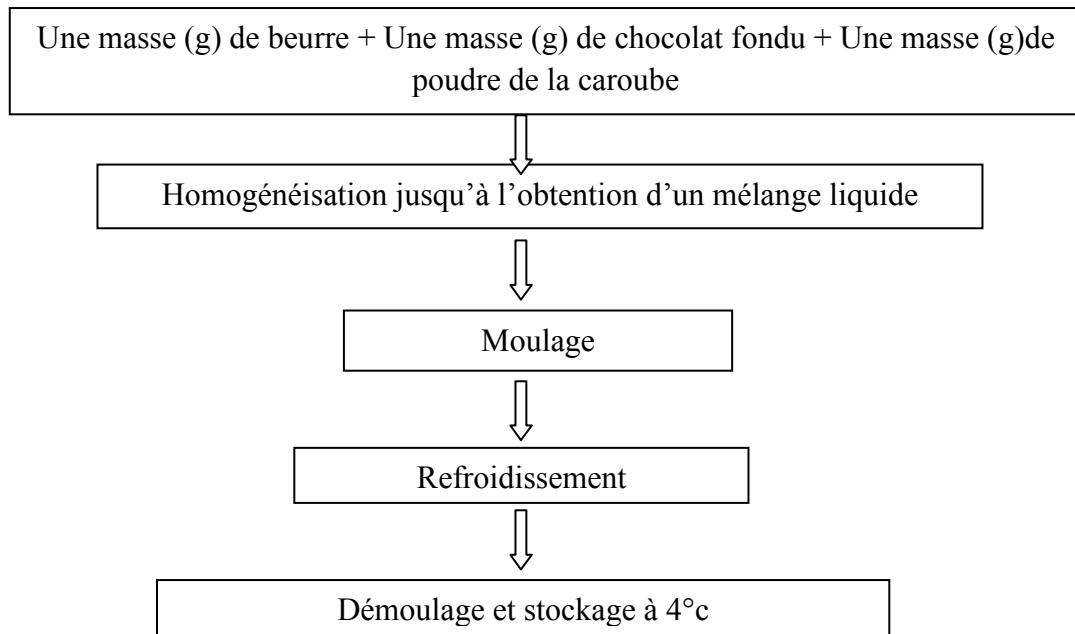 Une masse (g) de beurre + Une masse (g) de chocolat fondu + Une masse (g)de
poudre de la caroube
Homogénéisation jusqu’à l’obtention d’un mélange liquide
Moulage
Refroidissement
Démoulage et stockage à 4°c